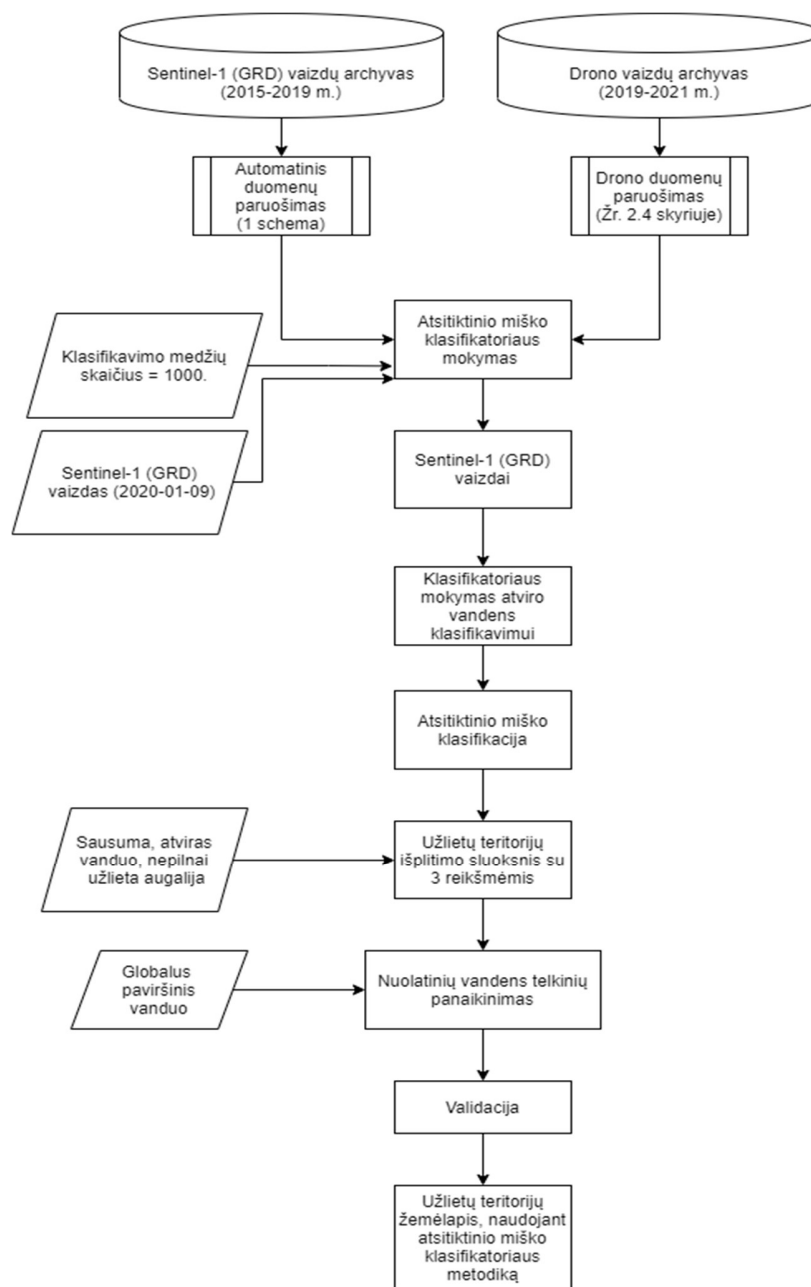 Sentinel-1 (GRD) vaizdų archyvas
(2015-2019 m.)
Drono vaizdų archyvas
(2019-2021 m.)
Automatinis
duomenų
paruošimas
(1 schema)
Drono duomenų
paruošimas
(Žr. 2.4 skyriuje)
Atsitiktinio miško
klasifikatoriaus
mokymas
Klasifikavimo medžių
skaičius = 1000.
Sentinel-1 (GRD)
vaizdas (2020-01-09)
Sentinel-1 (GRD)
vaizdai
Klasifikatoriaus
mokymas atviro
vandens
klasifikavimui
Atsitiktinio miško
klasifikacija
Sausuma, atviras
vanduo, nepilnai
užlieta augalija
Užlietų teritorijų
išplitimo sluoksnis su
3 reikšmėmis
Globalus
paviršinis
vanduo
Nuolatinių vandens telkinių
panaikinimas
Validacija
Užlietų teritorijų
žemėlapis, naudojant
atsitiktinio miško
klasifikatoriaus
metodiką